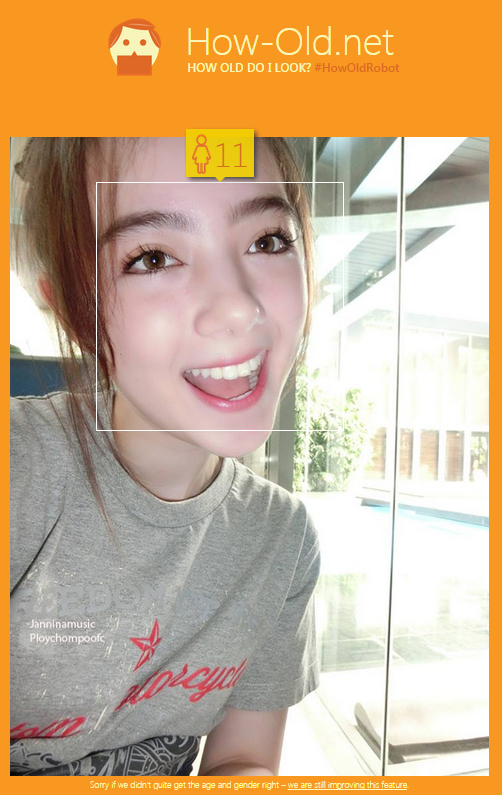 How-Old.net
HOW OLD DO I LOOK? #HowOldRobot
11
-Janninamusic
Ploychompoofc
Sorry if we didn't quite get the age and gender right – we are still improving this feature.